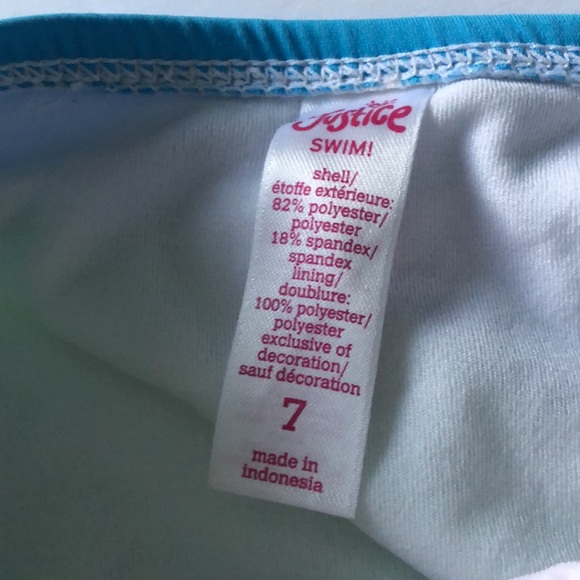 Justice
SWIM!
shell/
étoffe extérieure:
82% polyester/
polyester
18% spandex/
spandex
lining/
doublure:
100% polyester/
polyester
exclusive of
decoration/
sauf décoration
7
made in
indonesia